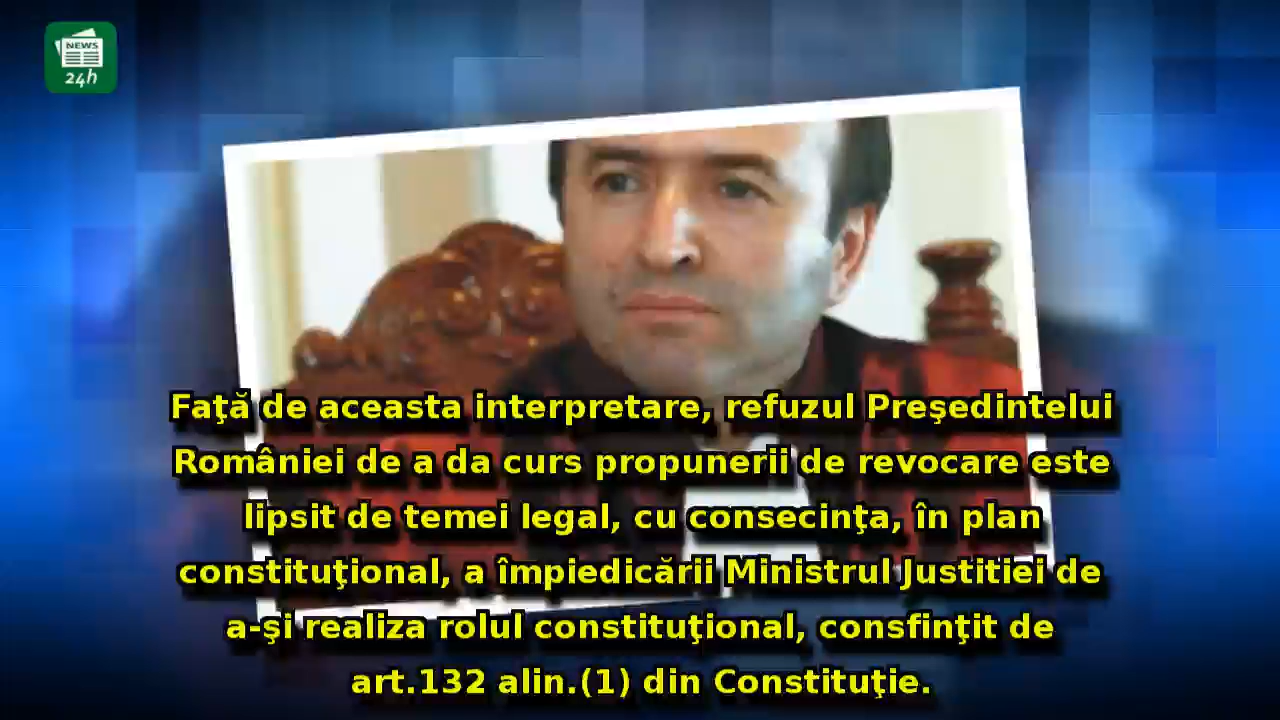 NEWS
24h
Faţă de aceasta interpretare, refuzul Preşedintelui
României de a da curs propunerii de revocare este
lipsit de temei legal, cu consecinţa, în plan
constituţional, a împiedicării Ministrul Justitiei de
a-şi realiza rolul constituţional, consfinţit de
art.132 alin.(1) din Constituţie.